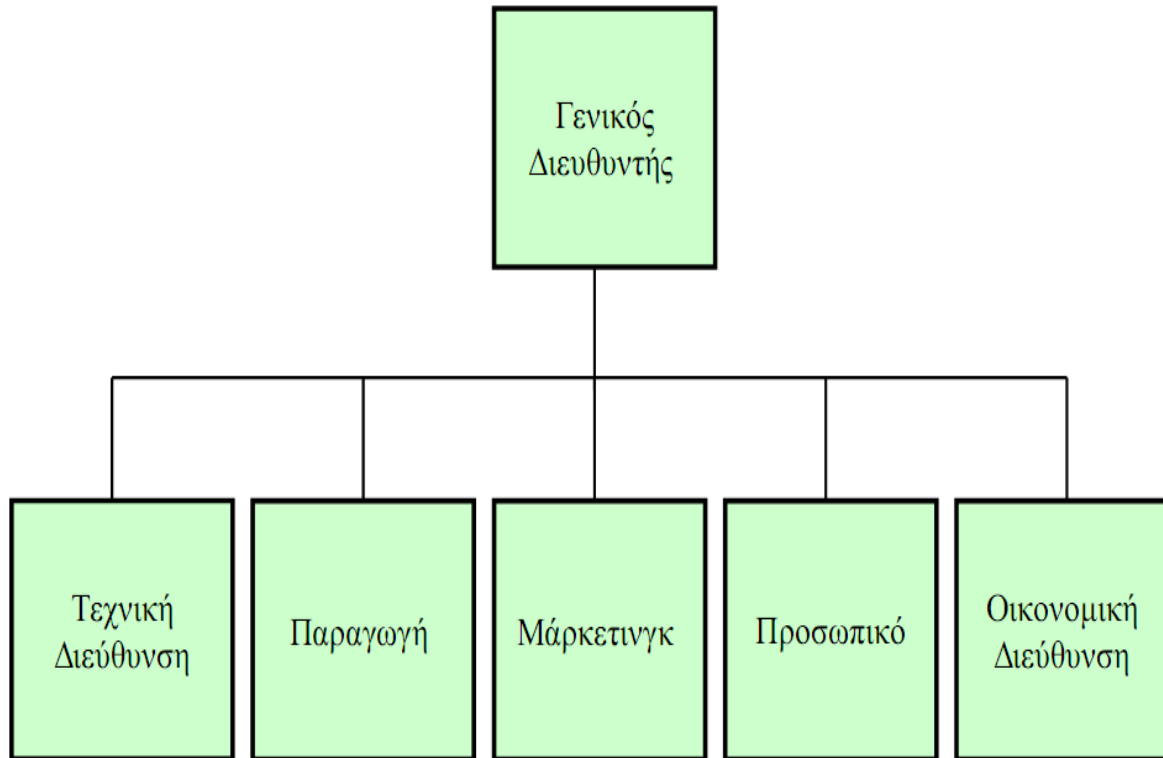 Γενικός
Διευθυντής
Τεχνική
Διεύθυνση
Παραγωγή
Μάρκετινγκ
Προσωπικό
Οικονομική
Διεύθυνση